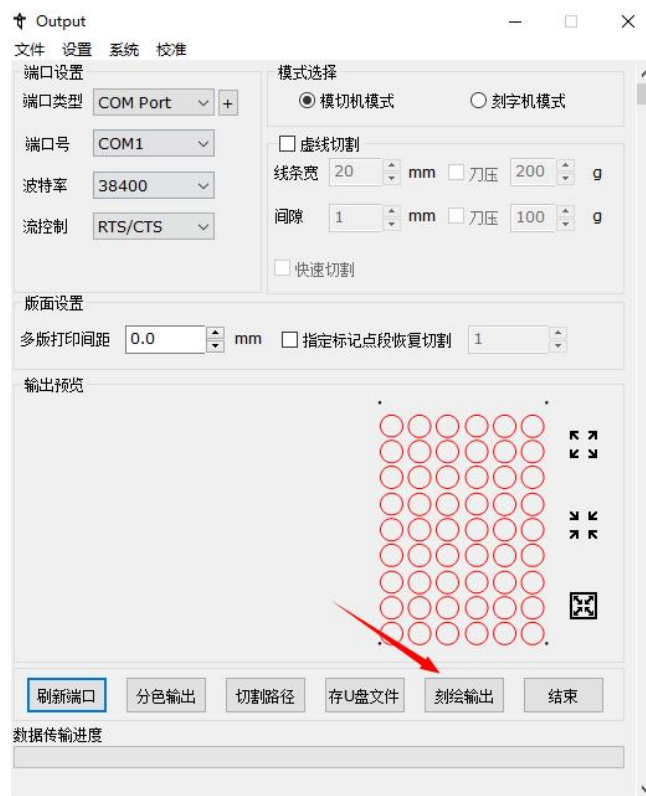 Output
文件 设置 系统 校准
端口设置
端口类型 COM Port +
端口号 COM1
波特率 38400
流控制 RTS/CTS
模式选择
模切机模式 刻字机模式
虚线切割
线条宽 20 mm 刀压 200 g
间隙 1 mm 刀压 100 g
快速切割
版面设置
多版打印间距 0.0 mm 指定标记点段恢复切割 1
输出预览
刷新端口 分色输出 切割路径 存U盘文件 刻绘输出 结束
数据传输进度